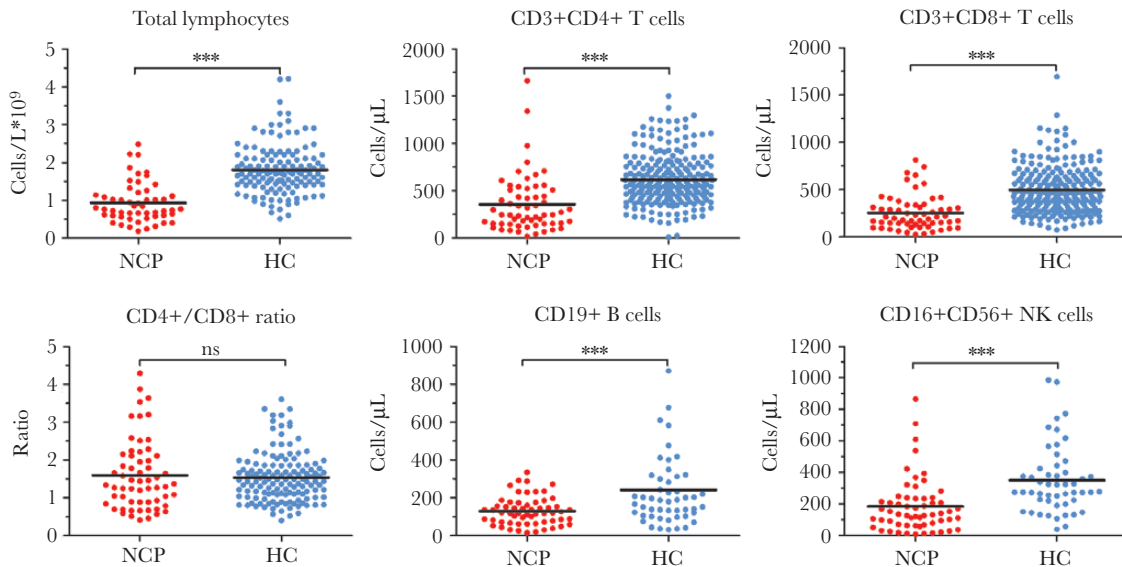 Total lymphocytes
***
Cells/L*10⁹
5
4
3
2
1
0
NCP
HC
CD3+CD4+ T cells
***
Cells/µL
2000
1500
1000
500
0
NCP
HC
CD3+CD8+ T cells
***
Cells/µL
2000
1500
1000
500
250
0
NCP
HC
CD4+/CD8+ ratio
ns
Ratio
5
4
3
2
1
0
NCP
HC
CD19+ B cells
***
Cells/µL
1000
800
600
400
200
0
NCP
HC
CD16+CD56+ NK cells
***
Cells/µL
1200
1000
800
600
400
200
0
NCP
HC